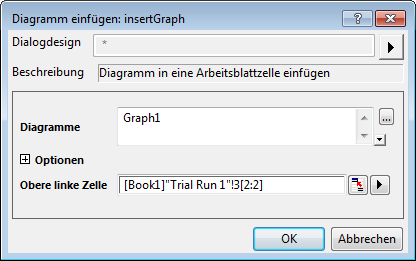 Diagramm einfügen: insertGraph
Dialogdesign *
Beschreibung Diagramm in eine Arbeitsblattzelle einfügen
Diagramme Graph1
...
Optionen
Obere linke Zelle [Book1]"Trial Run 1"!3[2:2]
OK Abbrechen